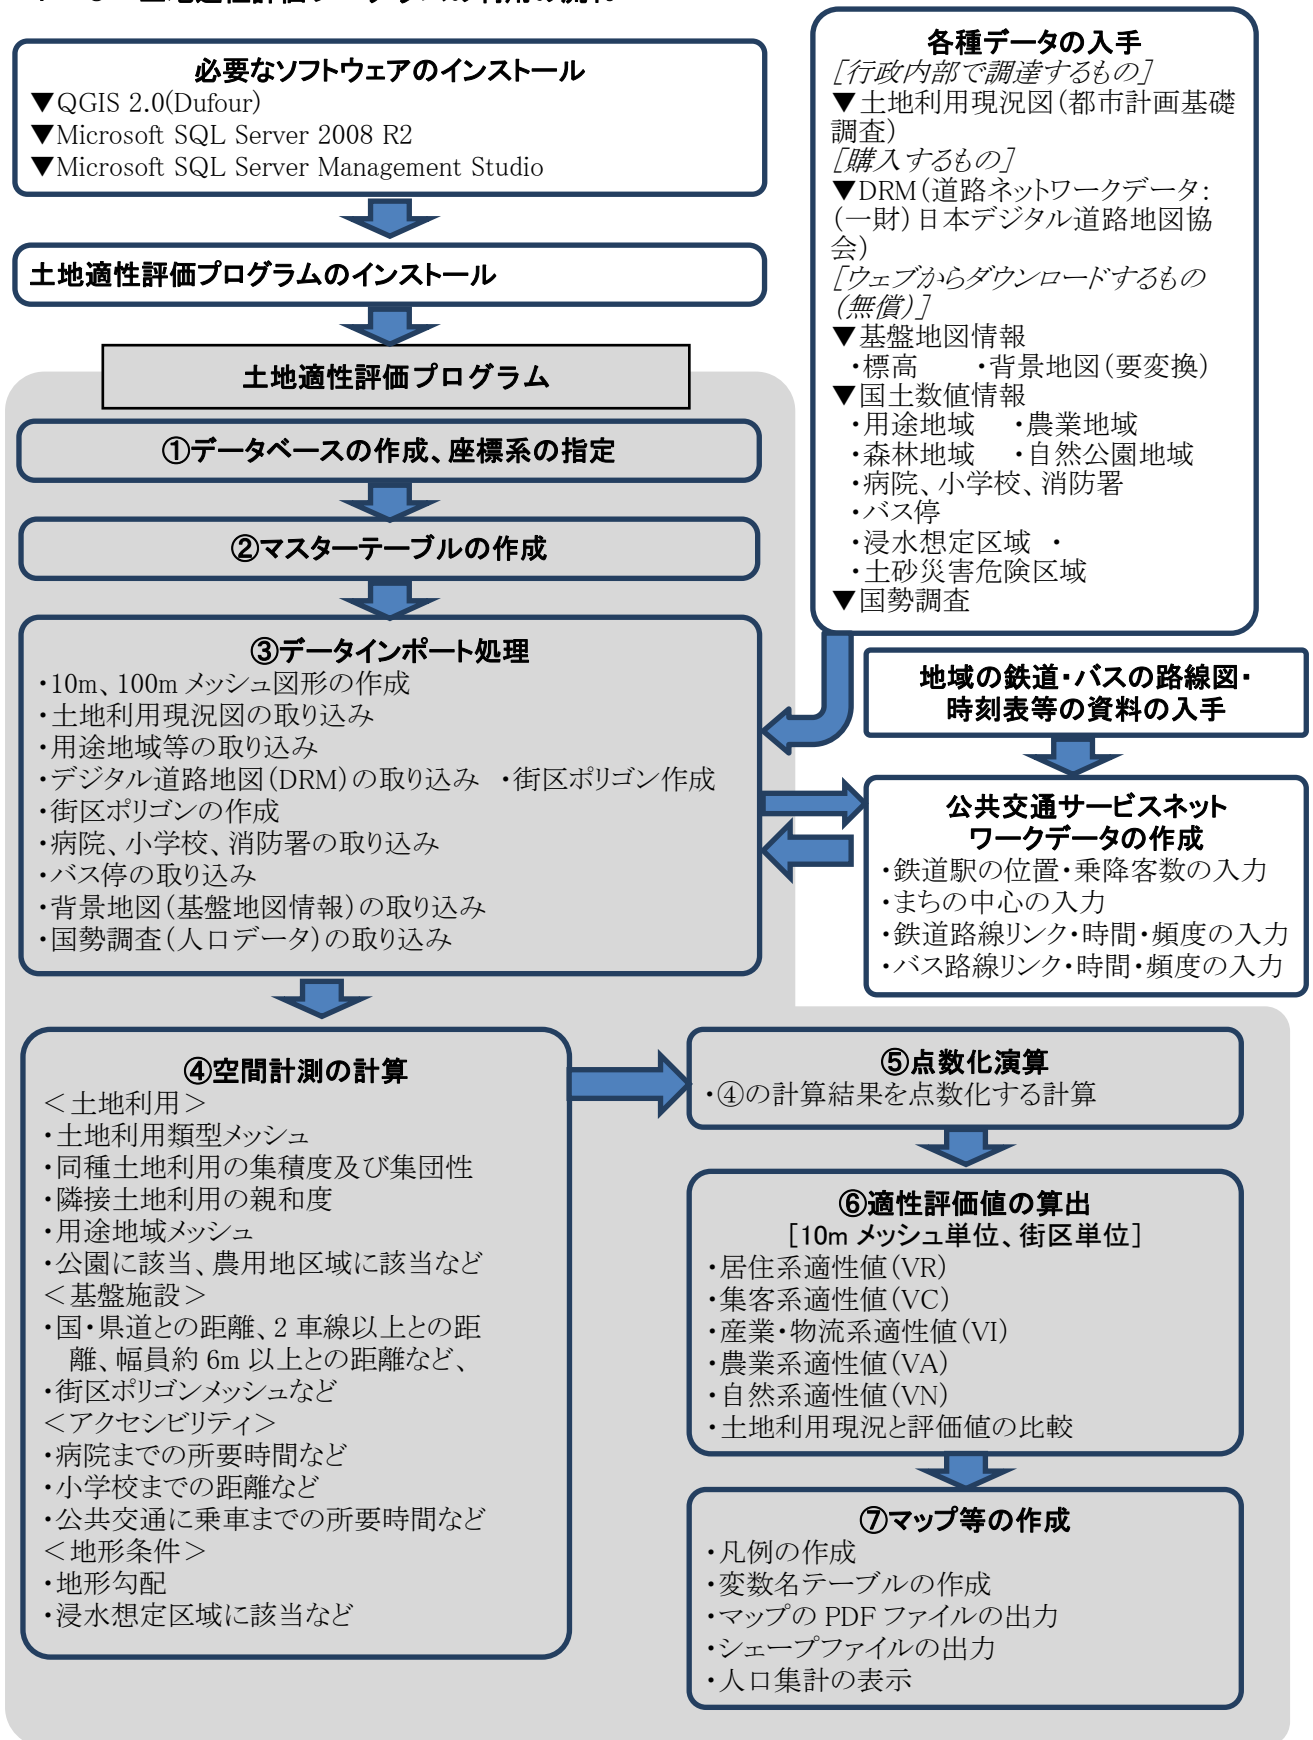 必要なソフトウェアのインストール
▼QGIS 2.0(Dufour)
▼Microsoft SQL Server 2008 R2
▼Microsoft SQL Server Management Studio
土地適性評価プログラムのインストール
土地適性評価プログラム
①データベースの作成、座標系の指定
②マスターテーブルの作成
③データインポート処理
・10m、100mメッシュ図形の作成
・土地利用現況図の取り込み
・用途地域等の取り込み
・デジタル道路地図(DRM)の取り込み ・街区ポリゴン作成
・街区ポリゴンの作成
・病院、小学校、消防署の取り込み
・バス停の取り込み
・背景地図(基盤地図情報)の取り込み
・国勢調査(人口データ)の取り込み
各種データの入手
[行政内部で調達するもの]
▼土地利用現況図(都市計画基礎
調査)
[購入するもの]
▼DRM(道路ネットワークデータ:
(一財)日本デジタル道路地図協
会)
[ウェブからダウンロードするもの
(無償)]
▼基盤地図情報
・標高 ・背景地図(要変換)
▼国土数値情報
・用途地域 ・農業地域
・森林地域 ・自然公園地域
・病院、小学校、消防署
・バス停
・浸水想定区域 ・
・土砂災害危険区域
▼国勢調査
地域の鉄道・バスの路線図・
時刻表等の資料の入手
公共交通サービスネット
ワークデータの作成
・鉄道駅の位置・乗降客数の入力
・まちの中心の入力
・鉄道路線リンク・時間・頻度の入力
・バス路線リンク・時間・頻度の入力
④空間計測の計算
<土地利用>
・土地利用類型メッシュ
・同種土地利用の集積度及び集団性
・隣接土地利用の親和度
・用途地域メッシュ
・公園に該当、農用地区域に該当など
<基盤施設>
・国・県道との距離、2車線以上との距
離、幅員約6m以上との距離など、
・街区ポリゴンメッシュなど
<アクセシビリティ>
・病院までの所要時間など
・小学校までの距離など
・公共交通に乗車までの所要時間など
<地形条件>
・地形勾配
・浸水想定区域に該当など
⑤点数化演算
・④の計算結果を点数化する計算
⑥適性評価値の算出
[10mメッシュ単位、街区単位]
・居住系適性値(VR)
・集客系適性値(VC)
・産業・物流系適性値(VI)
・農業系適性値(VA)
・自然系適性値(VN)
・土地利用現況と評価値の比較
⑦マップ等の作成
・凡例の作成
・変数名テーブルの作成
・マップのPDFファイルの出力
・シェープファイルの出力
・人口集計の表示